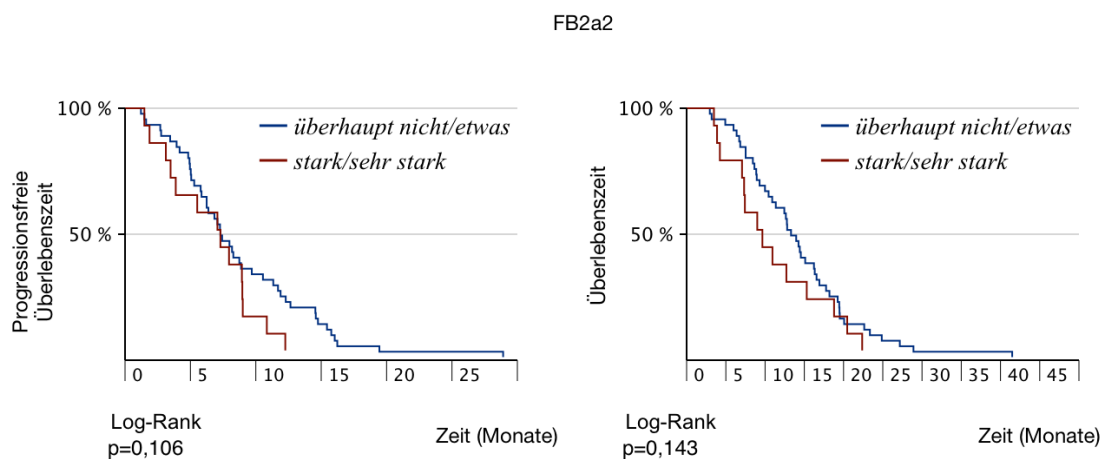 FB2a2
100 %
50 %
überhaupt nicht/etwas
stark/sehr stark
Progressionsfreie
Überlebenszeit
0 5 10 15 20 25
Log-Rank
p=0,106
Zeit (Monate)
100 %
50 %
überhaupt nicht/etwas
stark/sehr stark
Überlebenszeit
0 5 10 15 20 25 30 35 40 45
Log-Rank
p=0,143
Zeit (Monate)